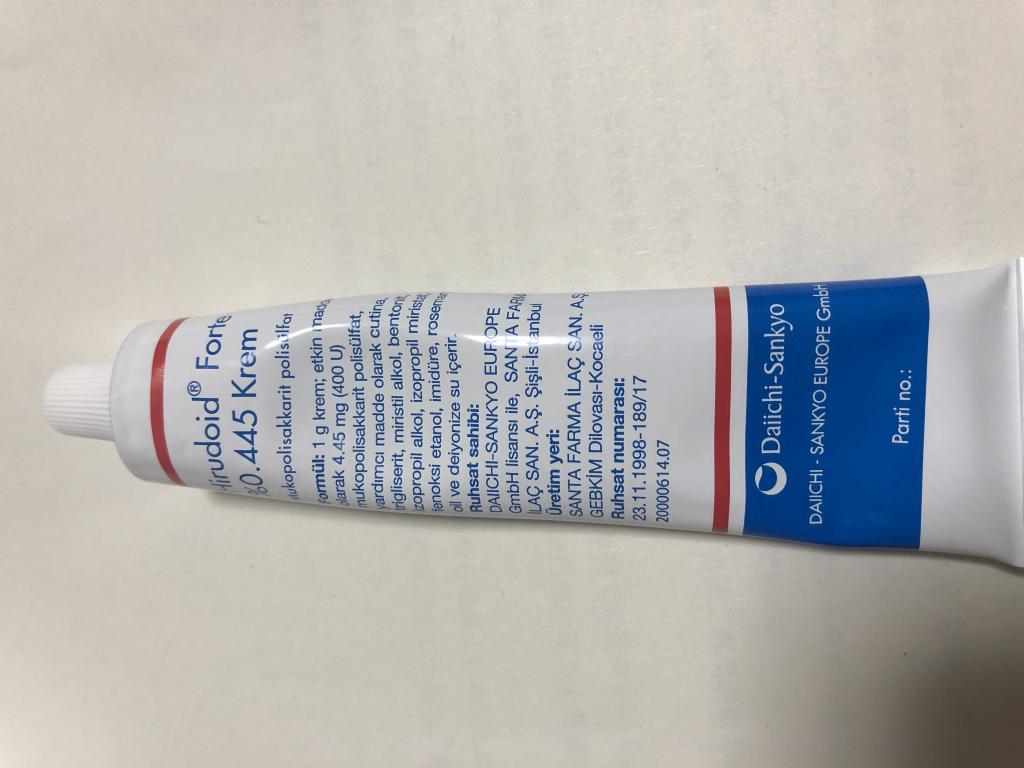 Hirudoid® Forte
%0.445 Krem
Mukopolisakkarit polisülfat
Formül: 1 g krem; etkin madde
olarak 4.45 mg (400 U)
mukopolisakkarit polisülfat,
yardımcı madde olarak cutina,
trigliserit, miristil alkol, bentonit,
izopropil alkol, izopropil miristat,
fenoksi etanol, imidüre,
oil ve deiyonize su içerir.
Ruhsat sahibi:
DAIICHI-SANKYO EUROPE
GmbH lisansı ile, SANTA FARMA
İLAÇ SAN. A.Ş. Şişli-İstanbul
Üretim yeri:
SANTA FARMA İLAÇ SAN. A.Ş.
GEBKİM Dilovası-Kocaeli
Ruhsat numarası:
23.11.1998-189/17
20000614.07
Daiichi-Sankyo
DAIICHI - SANKYO EUROPE GmbH
Parti no.: